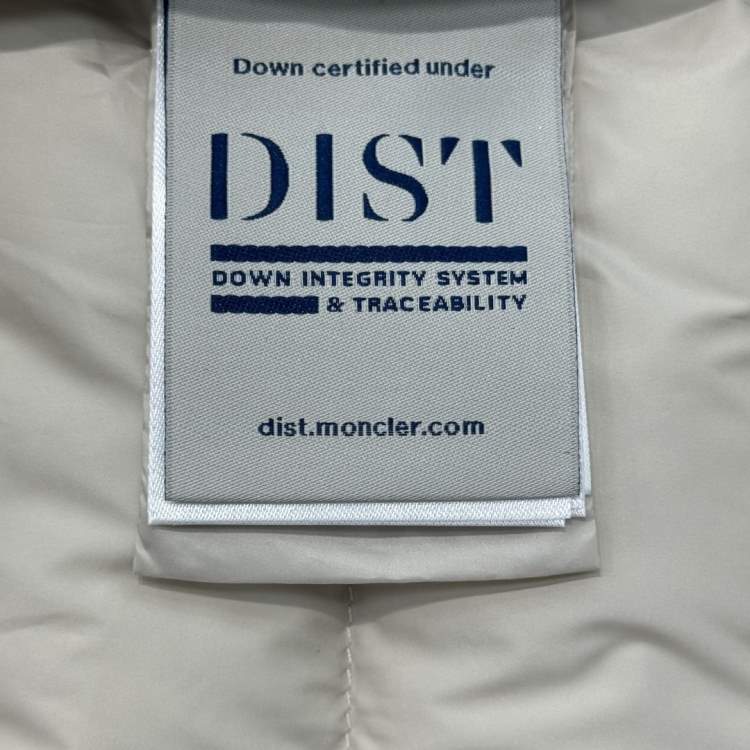 Down certified under
DIST
DOWN INTEGRITY SYSTEM
& TRACEABILITY
dist.moncler.com